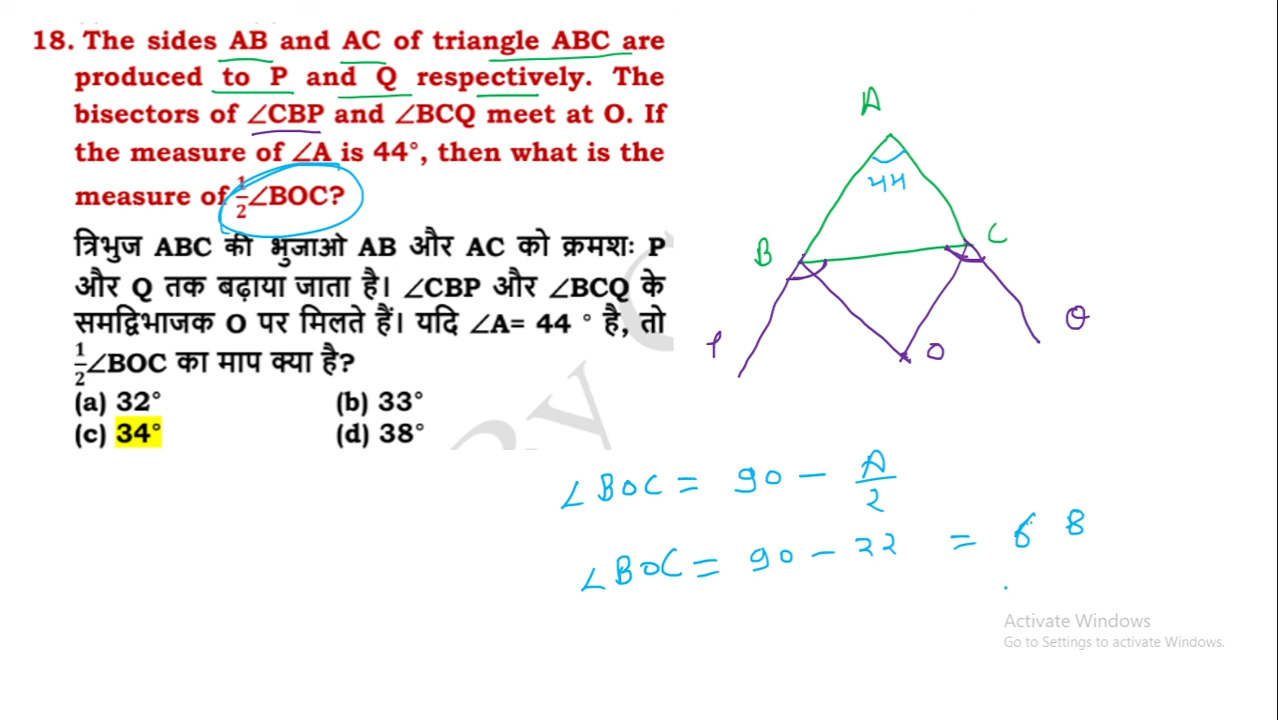 18. The sides AB and AC of triangle ABC are
produced to P and Q respectively. The
bisectors of ∠CBP and ∠BCQ meet at O. If
the measure of ∠A is 44°, then what is the
measure of 1/2∠BOC?
त्रिभुज ABC की भुजाओ AB और AC को क्रमशः P
और Q तक बढ़ाया जाता है। ∠CBP और ∠BCQ के
समद्विभाजक O पर मिलते हैं। यदि ∠A= 44 ° है, तो
1/2∠BOC का माप क्या है?
(a) 32° (b) 33°
(c) 34° (d) 38°
A
44
B
C
P
O
Q
∠BOC = 90 - A/2
∠BOC = 90 - 22 = 68
Activate Windows
Go to Settings to activate Windows.